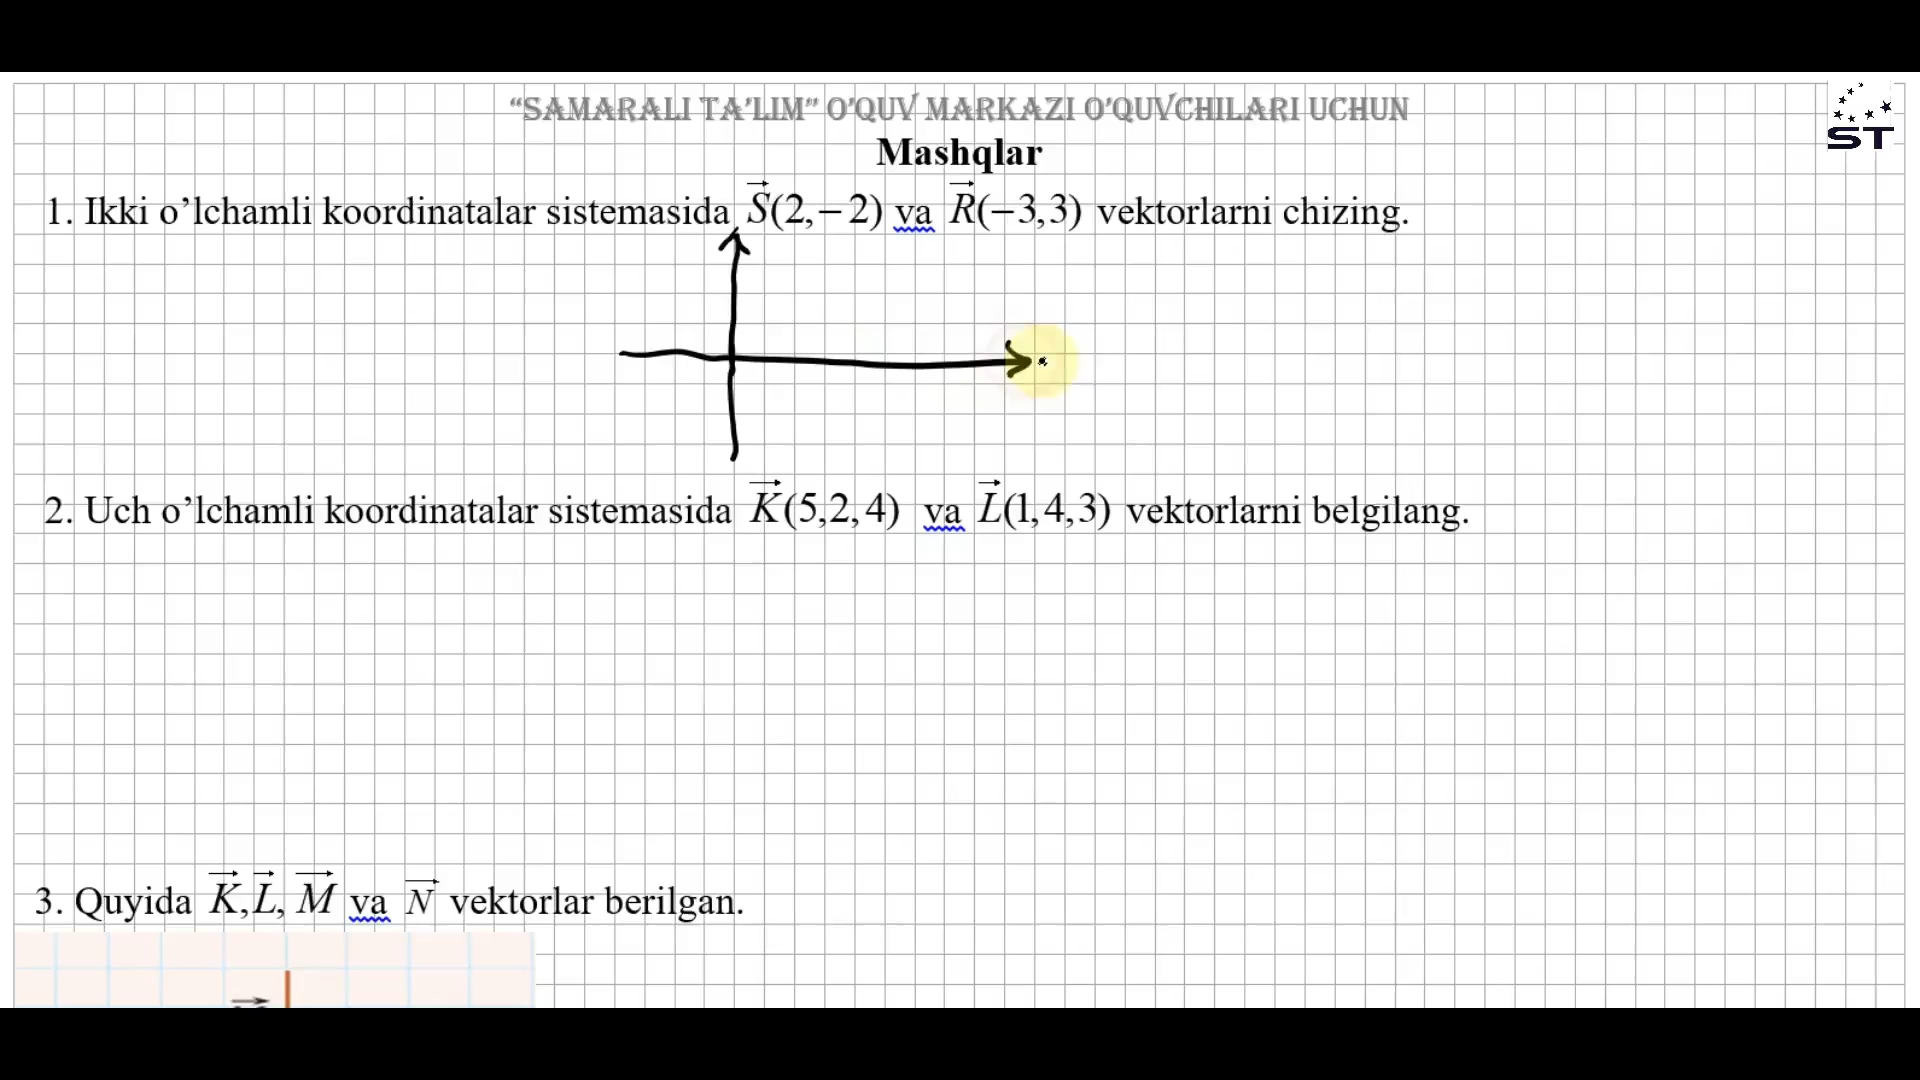 “SAMARALI TA’LIM” O’QUV MARKAZI O’QUVCHILARI UCHUN
ST
Mashqlar
1. Ikki o’lchamli koordinatalar sistemasida S⃗(2,−2) va R⃗(−3,3) vektorlarni chizing.
2. Uch o’lchamli koordinatalar sistemasida K⃗(5,2,4) va L⃗(1,4,3) vektorlarni belgilang.
3. Quyida K⃗,L⃗, M⃗ va N⃗ vektorlar berilgan.